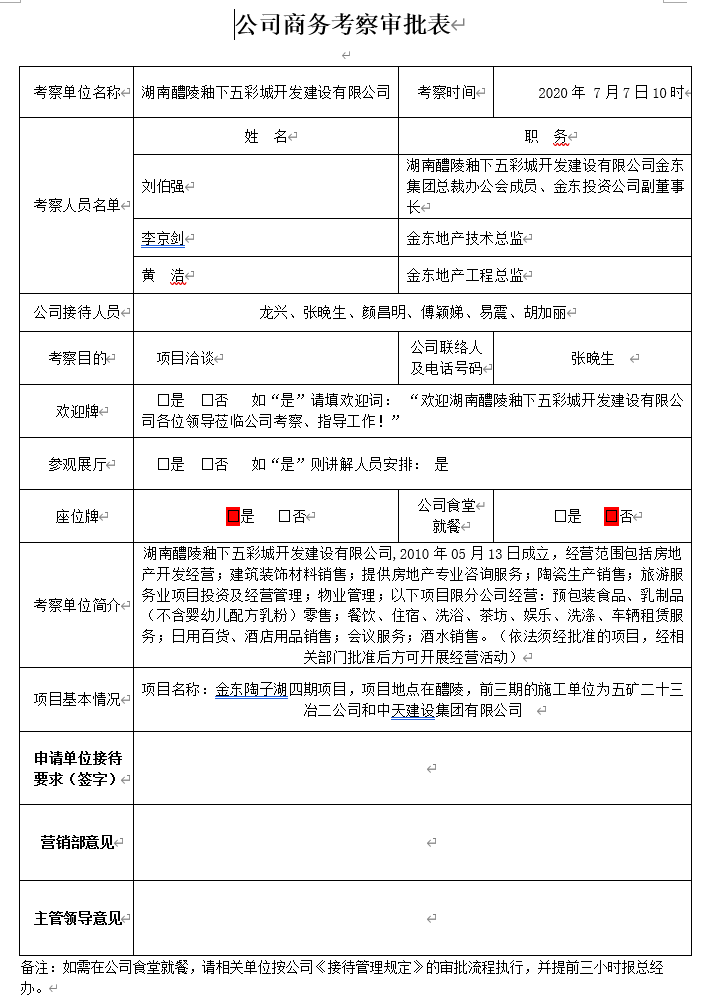 公司商务考察审批表
考察单位名称 湖南醴陵釉下五彩城开发建设有限公司 考察时间 2020年 7月7日10时
考察人员名单 姓 名 职 务
刘伯强 湖南醴陵釉下五彩城开发建设有限公司金东
集团总裁办公会成员、金东投资公司副董事
长
李京剑 金东地产技术总监
黄 浩 金东地产工程总监
公司接待人员 龙兴、张晚生、颜昌明、傅颖娣、易震、胡加丽
考察目的 项目洽谈 公司联络人
及电话号码 张晚生
欢迎牌 □是 □否 如“是”请填欢迎词： “欢迎湖南醴陵釉下五彩城开发建设有限公
司各位领导莅临公司考察、指导工作！”
参观展厅 □是 □否 如“是”则讲解人员安排： 是
座位牌 □是 □否 公司食堂
就餐 □是 □否
考察单位简介 湖南醴陵釉下五彩城开发建设有限公司,2010年05月13日成立，经营范围包括房地
产开发经营；建筑装饰材料销售；提供房地产专业咨询服务；陶瓷生产销售；旅游服
务业项目投资及经营管理；物业管理；以下项目限分公司经营：预包装食品、乳制品
（不含婴幼儿配方乳粉）零售；餐饮、住宿、洗浴、茶坊、娱乐、洗涤、车辆租赁服
务；日用百货、酒店用品销售；会议服务；酒水销售。（依法须经批准的项目，经相
关部门批准后方可开展经营活动）
项目基本情况 项目名称：金东陶子湖四期项目，项目地点在醴陵，前三期的施工单位为五矿二十三
冶二公司和中天建设集团有限公司
申请单位接待
要求（签字）
营销部意见
主管领导意见
备注：如需在公司食堂就餐，请相关单位按公司《接待管理规定》的审批流程执行，并提前三小时报总经
办。